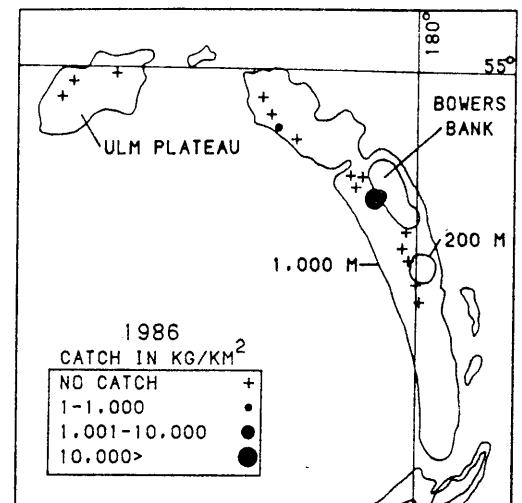 180°
55°
BOWERS
BANK
ULM PLATEAU
200 M
1,000 M
1986
CATCH IN KG/KM²
NO CATCH +
1-1,000
1,001-10,000
10,000>